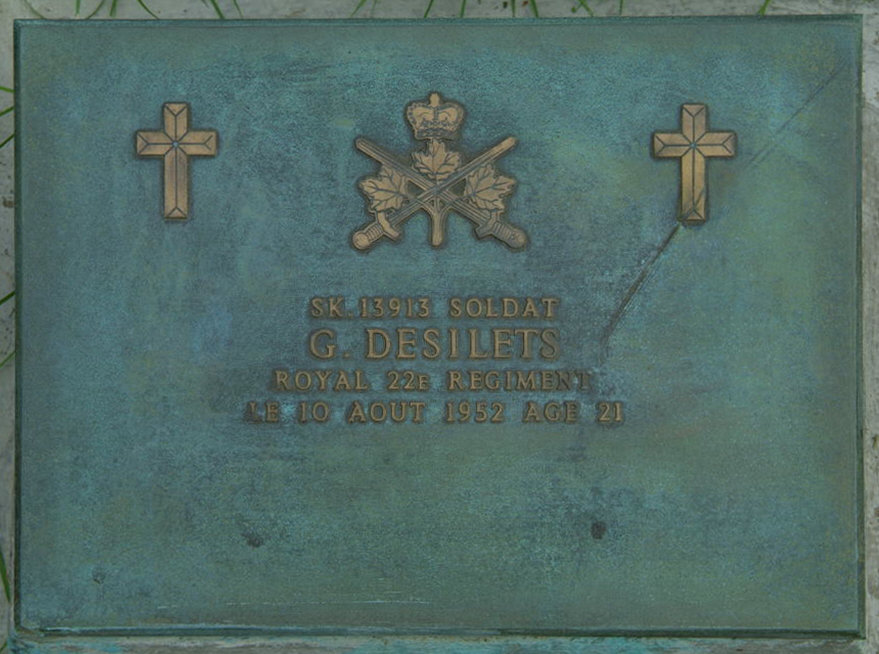 SK.13913 SOLDAT
G. DESILETS
ROYAL 22E REGIMENT
LE 10 AOUT 1952 AGE 21